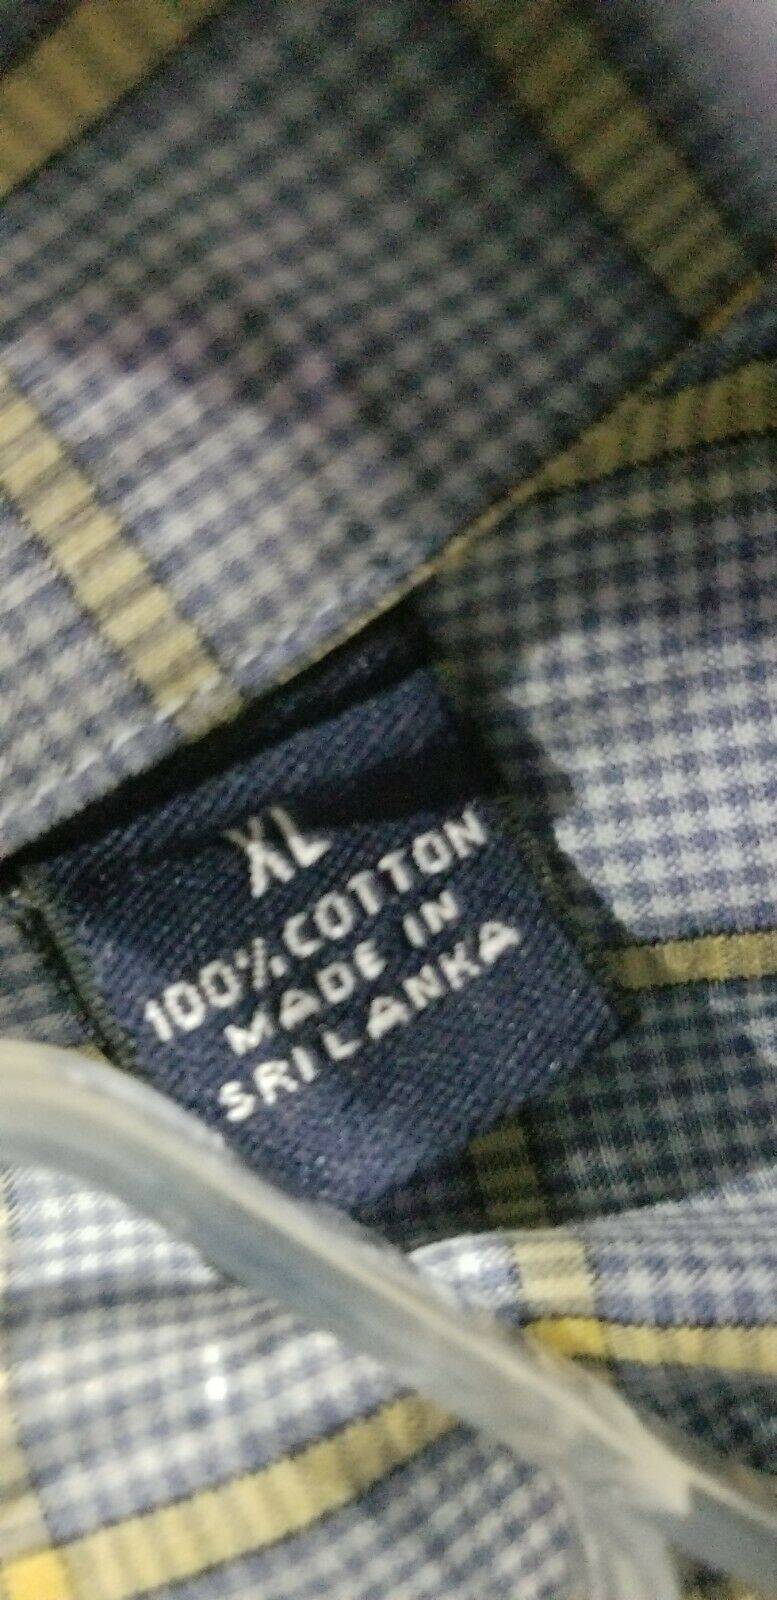 XL
100% COTTON
MADE IN
SRI LANKA